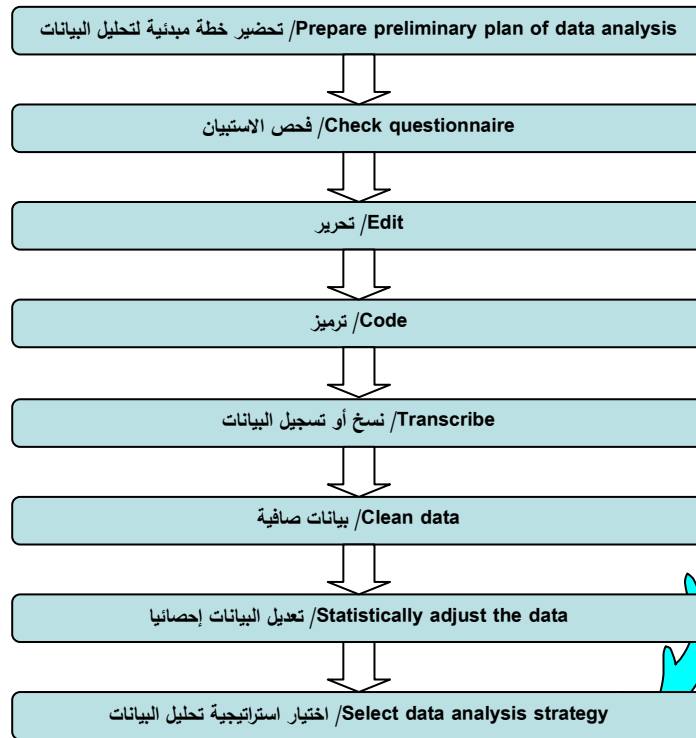 Prepare preliminary plan of data analysis/ تحضير خطة مبدئية لتحليل البيانات
Check questionnaire/ فحص الاستبيان
Edit/ تحرير
Code/ ترميز
Transcribe/ نسخ أو تسجيل البيانات
Clean data/ بيانات صافية
Statistically adjust the data/ تعديل البيانات إحصائيا
Select data analysis strategy/ اختيار استراتيجية تحليل البيانات